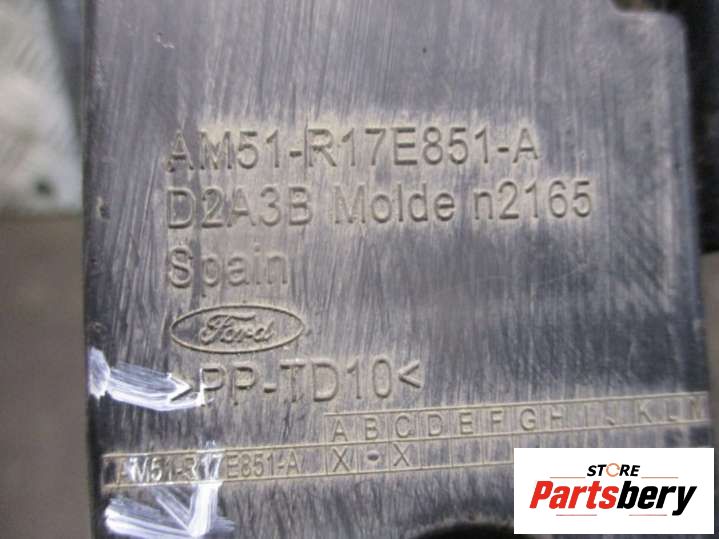 AM51-R17E851-A
D2A3B Molde n2165
Spain
Ford
>PP-TD10<
A B C D E F G H I J K L M
AM51-R17E851-A X - X
STORE
Partsbery